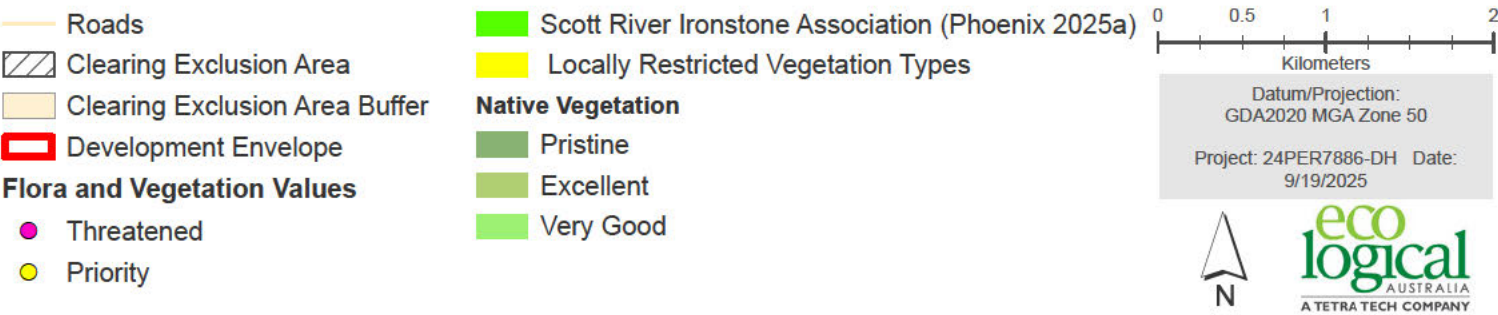 Roads
Clearing Exclusion Area
Clearing Exclusion Area Buffer
Development Envelope
Flora and Vegetation Values
Threatened
Priority
Scott River Ironstone Association (Phoenix 2025a)
Locally Restricted Vegetation Types
Native Vegetation
Pristine
Excellent
Very Good
0 0.5 1 2
Kilometers
Datum/Projection:
GDA2020 MGA Zone 50
Project: 24PER7886-DH Date:
9/19/2025
N
eco
logical
AUSTRALIA
A TETRA TECH COMPANY